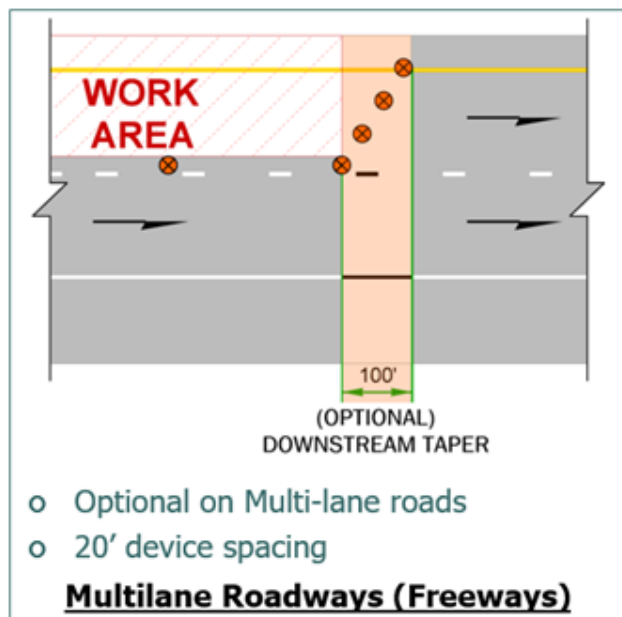 WORK
AREA
100'
(OPTIONAL)
DOWNSTREAM TAPER
o Optional on Multi-lane roads
o 20’ device spacing
Multilane Roadways (Freeways)